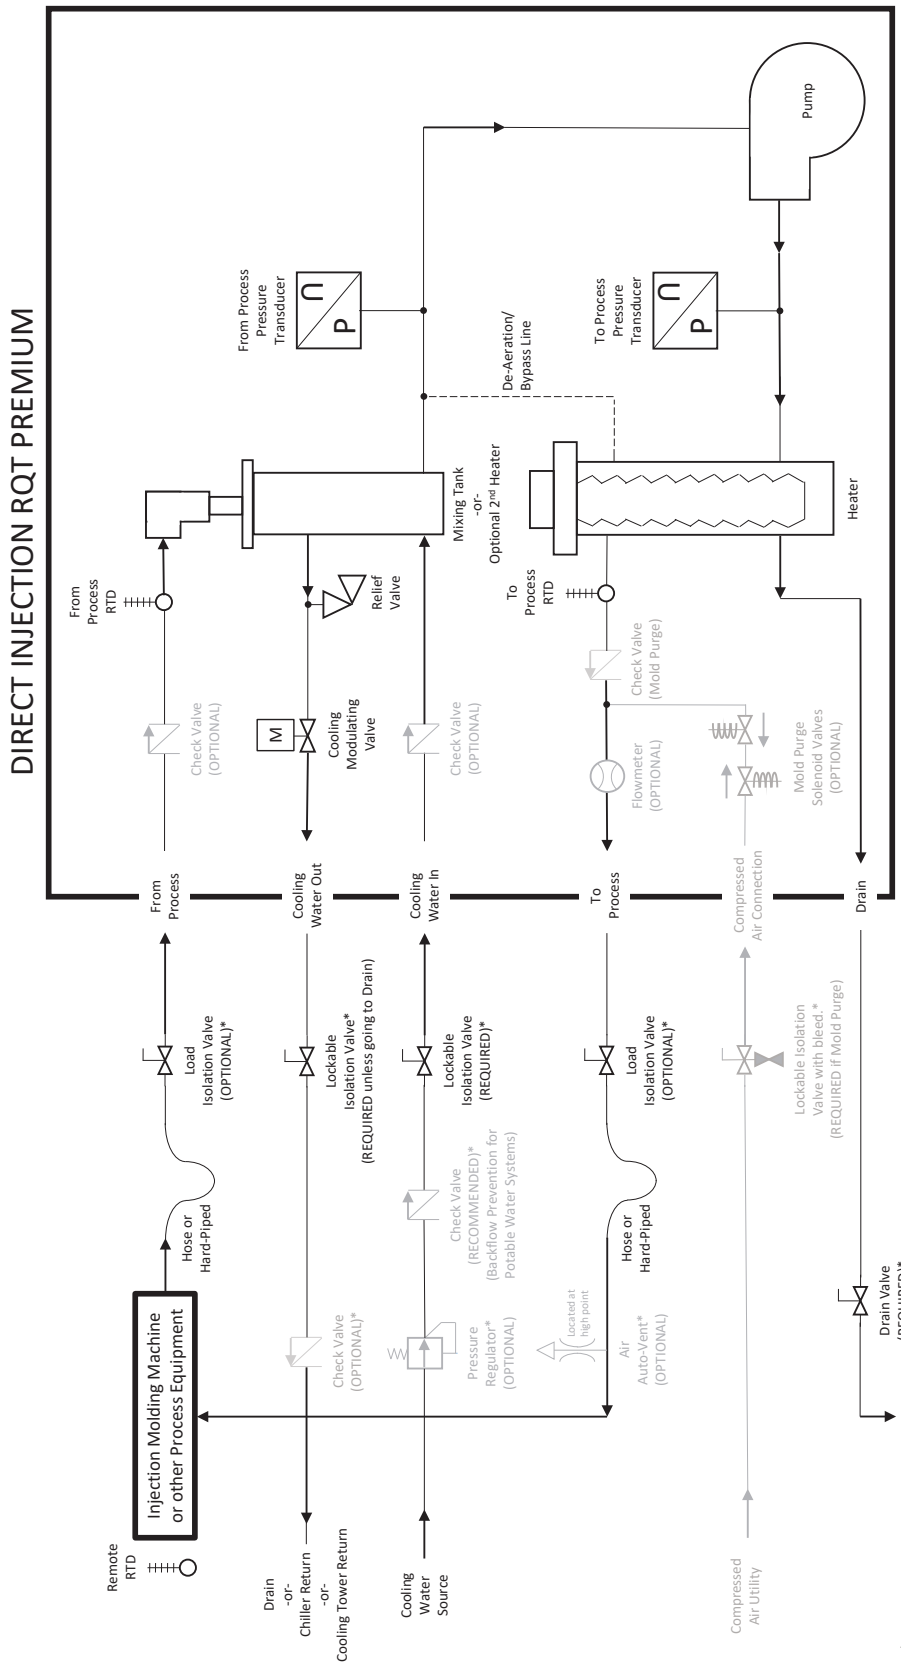 DIRECT INJECTION RQT PREMIUM
Remote
RTD
Injection Molding Machine
or other Process Equipment
Hose or
Hard-Piped
Load
Isolation Valve
(OPTIONAL)*
From
Process
Check Valve
(OPTIONAL)
From
Process
RTD
Drain
-or-
Chiller Return
-or-
Cooling Tower Return
Check Valve
(OPTIONAL)*
Lockable
Isolation Valve*
(REQUIRED unless going to Drain)
Cooling
Water Out
M
Cooling
Modulating
Valve
Relief
Valve
From Process
Pressure
Transducer
P
U
Cooling
Water
Source
Pressure
Regulator*
(OPTIONAL)
Check Valve
(RECOMMENDED)*
(Backflow Prevention for
Potable Water Systems)
Lockable
Isolation Valve
(REQUIRED)*
Cooling
Water In
Check Valve
(OPTIONAL)
Mixing Tank
-or-
Optional 2nd Heater
De-Aeration/
Bypass Line
Located at
high point
Air
Auto-Vent*
(OPTIONAL)
Hose or
Hard-Piped
Load
Isolation Valve
(OPTIONAL)*
To
Process
Flowmeter
(OPTIONAL)
Check Valve
(Mold Purge)
To
Process
RTD
To Process
Pressure
Transducer
P
U
Pump
Compressed
Air Utility
Lockable Isolation
Valve with bleed.*
(REQUIRED if Mold Purge)
Compressed
Air Connection
Mold Purge
Solenoid Valves
(OPTIONAL)
Heater
Drain Valve
(REQUIRED)*
Drain